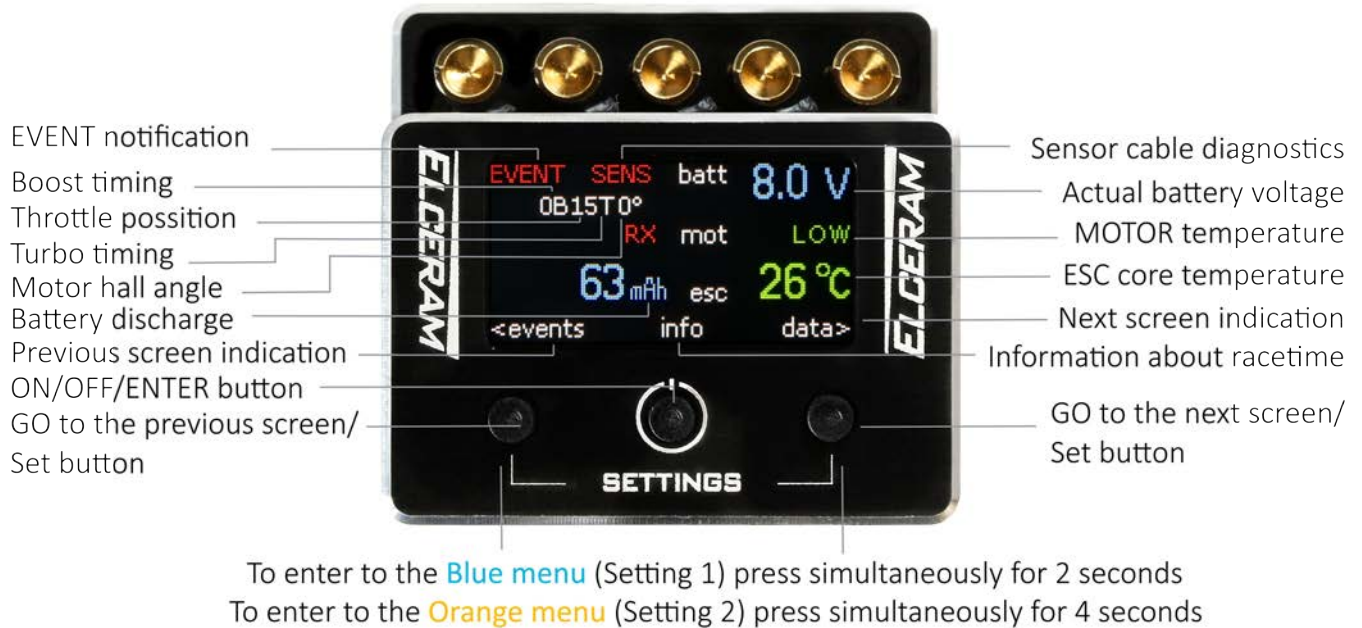 EVENT notification
Boost timing
Throttle possition
Turbo timing
Motor hall angle
Battery discharge
Previous screen indication
ON/OFF/ENTER button
GO to the previous screen/
Set button
ELCERAM
EVENT SENS batt 8.0 V
0B15T0°
RX mot LOW
63 mAh esc 26 °C
<events info data>
ELCERAM
SETTINGS
Sensor cable diagnostics
Actual battery voltage
MOTOR temperature
ESC core temperature
Next screen indication
Information about racetime
GO to the next screen/
Set button
To enter to the Blue menu (Setting 1) press simultaneously for 2 seconds
To enter to the Orange menu (Setting 2) press simultaneously for 4 seconds